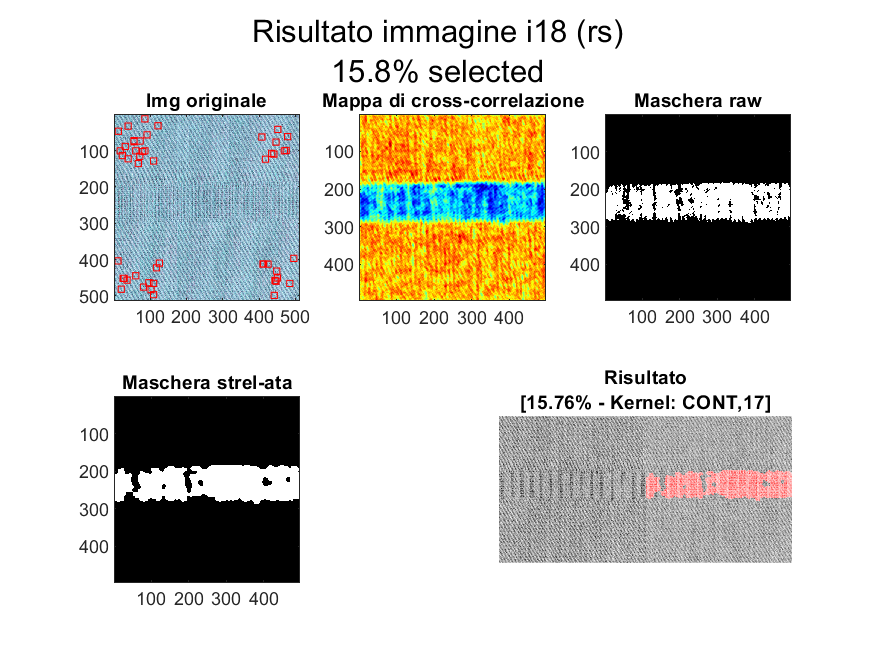 Risultato immagine i18 (rs)
15.8% selected
Img originale
Mappa di cross-correlazione
Maschera raw
100
200
300
400
500
100 200 300 400 500
100
200
300
400
100 200 300 400
100
200
300
400
100 200 300 400
Maschera strel-ata
100
200
300
400
100 200 300 400
Risultato
[15.76% - Kernel: CONT,17]